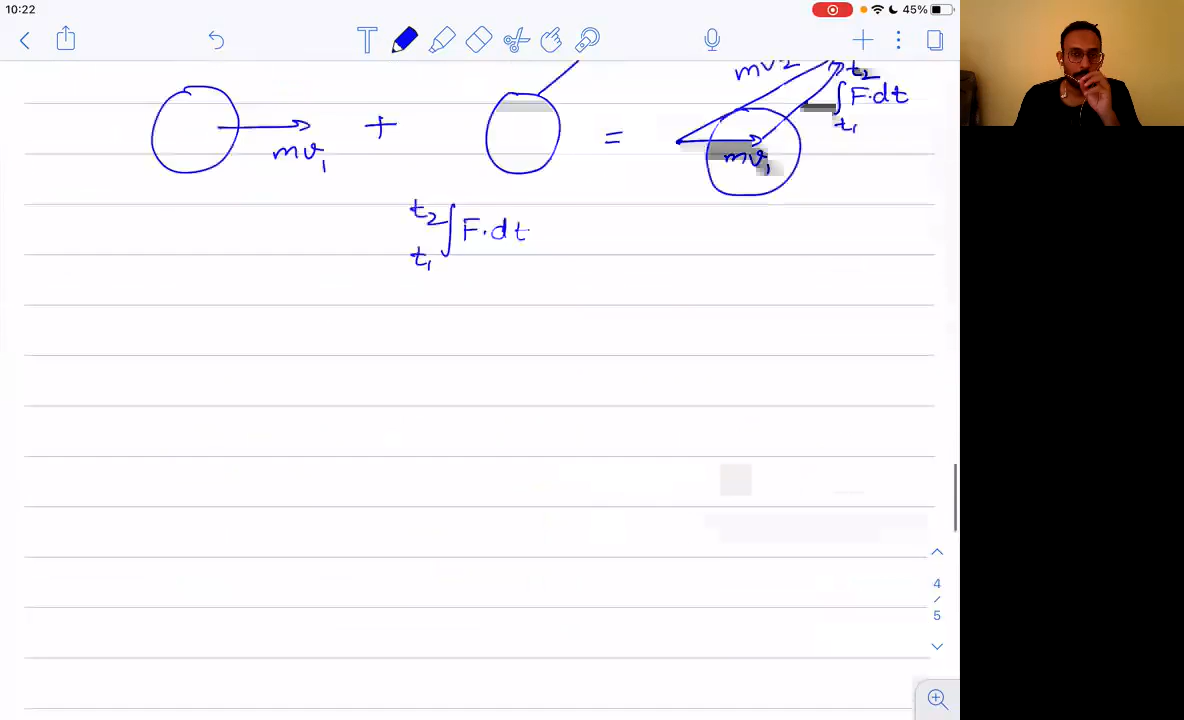 10:22
45%
mv2
t2
∫F·dt
t1
+
=
mv1
mv1
t2
∫F·dt
t1
4
/
5